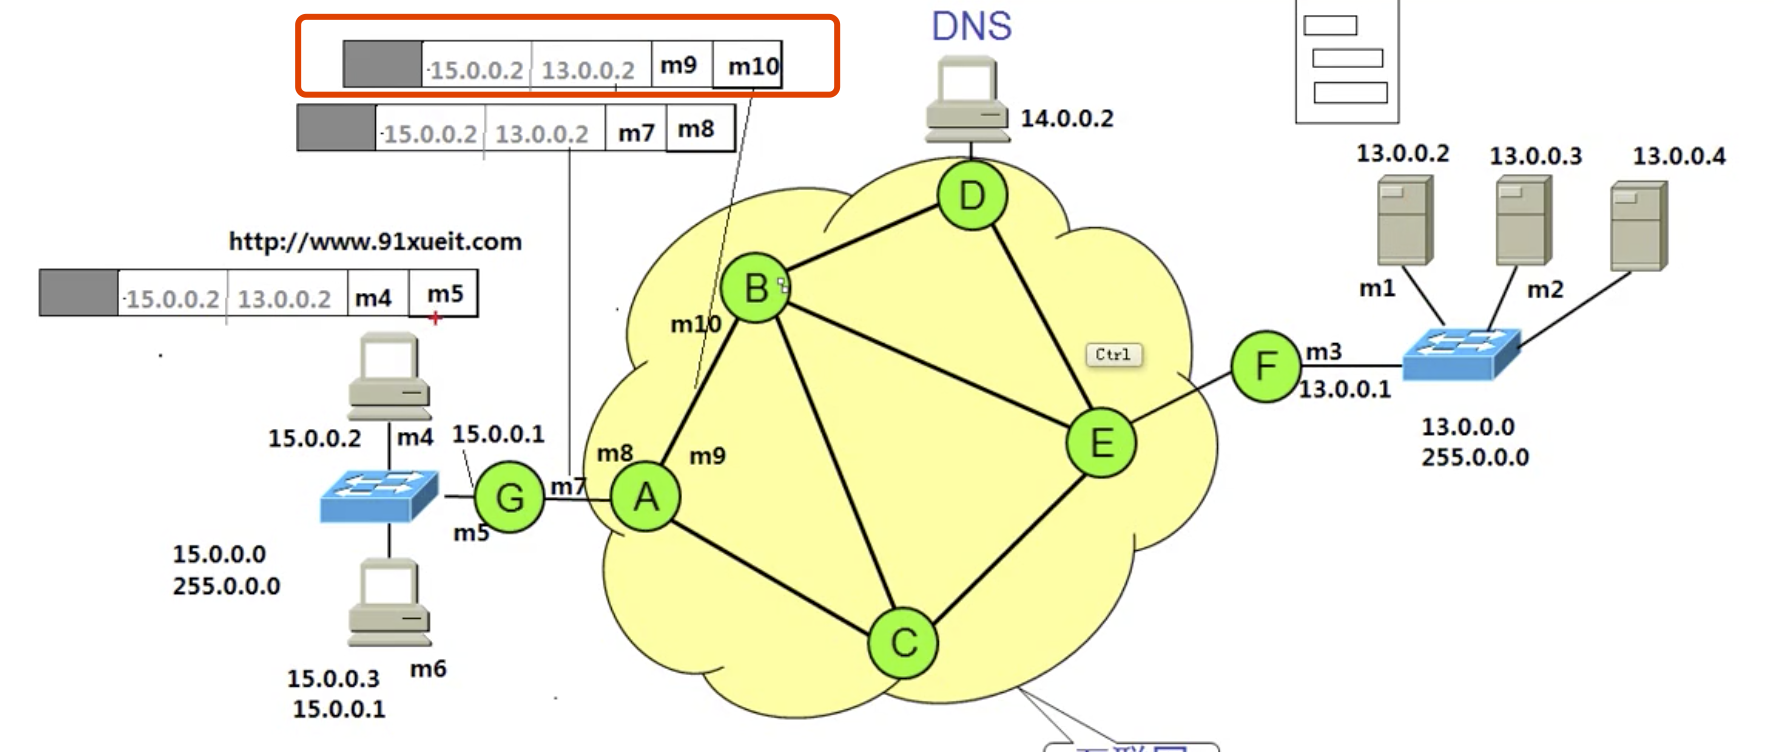 DNS
15.0.0.2 13.0.0.2 m9 m10
15.0.0.2 13.0.0.2 m7 m8
14.0.0.2
13.0.0.2
13.0.0.3
13.0.0.4
http://www.91xueit.com
15.0.0.2 13.0.0.2 m4 m5
D
B
m10
m1
m2
Ctrl
F
m3
13.0.0.1
13.0.0.0
255.0.0.0
15.0.0.2
m4
15.0.0.1
E
m8
m9
G
m7
A
m5
15.0.0.0
255.0.0.0
C
m6
15.0.0.3
15.0.0.1